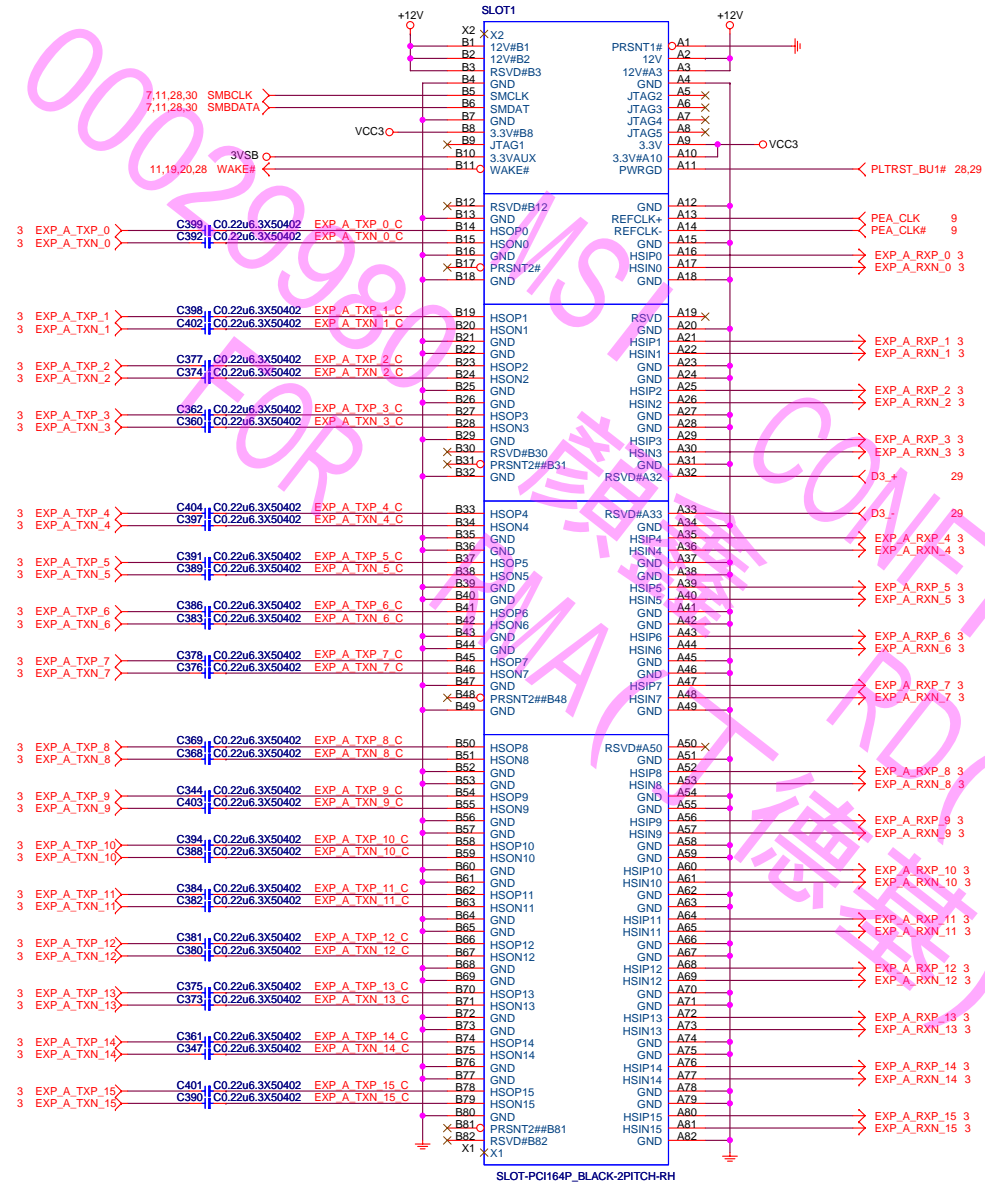 SLOT1
+12V +12V
X2 X2
B1 12V#B1 PRSNT1# A1
B2 12V#B2 12V A2
B3 RSVD#B3 12V#A3 A3
B4 GND GND A4
7,11,28,30 SMBCLK B5 SMCLK JTAG2 A5
7,11,28,30 SMBDATA B6 SMDAT JTAG3 A6
B7 GND JTAG4 A7
VCC3 B8 3.3V#B8 JTAG5 A8
B9 JTAG1 3.3V A9 VCC3
3VSB B10 3.3VAUX 3.3V#A10 A10
11,19,20,28 WAKE# B11 WAKE# PWRGD A11 PLTRST_BU1# 28,29
B12 RSVD#B12 GND A12
B13 GND REFCLK+ A13 PEA_CLK 9
3 EXP_A_TXP_0 C399 C0.22u6.3X50402 EXP_A_TXP_0_C B14 HSOP0 REFCLK- A14 PEA_CLK# 9
3 EXP_A_TXN_0 C392 C0.22u6.3X50402 EXP_A_TXN_0_C B15 HSON0 GND A15
B16 GND HSIP0 A16 EXP_A_RXP_0 3
B17 PRSNT2# HSIN0 A17 EXP_A_RXN_0 3
B18 GND GND A18
3 EXP_A_TXP_1 C398 C0.22u6.3X50402 EXP_A_TXP_1_C B19 HSOP1 RSVD A19
3 EXP_A_TXN_1 C402 C0.22u6.3X50402 EXP_A_TXN_1_C B20 HSON1 GND A20
B21 GND HSIP1 A21 EXP_A_RXP_1 3
B22 GND HSIN1 A22 EXP_A_RXN_1 3
3 EXP_A_TXP_2 C377 C0.22u6.3X50402 EXP_A_TXP_2_C B23 HSOP2 GND A23
3 EXP_A_TXN_2 C374 C0.22u6.3X50402 EXP_A_TXN_2_C B24 HSON2 GND A24
B25 GND HSIP2 A25 EXP_A_RXP_2 3
B26 GND HSIN2 A26 EXP_A_RXN_2 3
3 EXP_A_TXP_3 C362 C0.22u6.3X50402 EXP_A_TXP_3_C B27 HSOP3 GND A27
3 EXP_A_TXN_3 C360 C0.22u6.3X50402 EXP_A_TXN_3_C B28 HSON3 GND A28
B29 GND HSIP3 A29 EXP_A_RXP_3 3
B30 RSVD#B30 HSIN3 A30 EXP_A_RXN_3 3
B31 PRSNT2##B31 GND A31
B32 GND RSVD#A32 A32 D3_+ 29
3 EXP_A_TXP_4 C404 C0.22u6.3X50402 EXP_A_TXP_4_C B33 HSOP4 RSVD#A33 A33 D3_- 29
3 EXP_A_TXN_4 C397 C0.22u6.3X50402 EXP_A_TXN_4_C B34 HSON4 GND A34
B35 GND HSIP4 A35 EXP_A_RXP_4 3
B36 GND HSIN4 A36 EXP_A_RXN_4 3
3 EXP_A_TXP_5 C391 C0.22u6.3X50402 EXP_A_TXP_5_C B37 HSOP5 GND A37
3 EXP_A_TXN_5 C389 C0.22u6.3X50402 EXP_A_TXN_5_C B38 HSON5 GND A38
B39 GND HSIP5 A39 EXP_A_RXP_5 3
B40 GND HSIN5 A40 EXP_A_RXN_5 3
3 EXP_A_TXP_6 C386 C0.22u6.3X50402 EXP_A_TXP_6_C B41 HSOP6 GND A41
3 EXP_A_TXN_6 C383 C0.22u6.3X50402 EXP_A_TXN_6_C B42 HSON6 GND A42
B43 GND HSIP6 A43 EXP_A_RXP_6 3
B44 GND HSIN6 A44 EXP_A_RXN_6 3
3 EXP_A_TXP_7 C378 C0.22u6.3X50402 EXP_A_TXP_7_C B45 HSOP7 GND A45
3 EXP_A_TXN_7 C376 C0.22u6.3X50402 EXP_A_TXN_7_C B46 HSON7 GND A46
B47 GND HSIP7 A47 EXP_A_RXP_7 3
B48 PRSNT2##B48 HSIN7 A48 EXP_A_RXN_7 3
B49 GND GND A49
3 EXP_A_TXP_8 C369 C0.22u6.3X50402 EXP_A_TXP_8_C B50 HSOP8 RSVD#A50 A50
3 EXP_A_TXN_8 C368 C0.22u6.3X50402 EXP_A_TXN_8_C B51 HSON8 GND A51
B52 GND HSIP8 A52 EXP_A_RXP_8 3
B53 GND HSIN8 A53 EXP_A_RXN_8 3
3 EXP_A_TXP_9 C344 C0.22u6.3X50402 EXP_A_TXP_9_C B54 HSOP9 GND A54
3 EXP_A_TXN_9 C403 C0.22u6.3X50402 EXP_A_TXN_9_C B55 HSON9 GND A55
B56 GND HSIP9 A56 EXP_A_RXP_9 3
B57 GND HSIN9 A57 EXP_A_RXN_9 3
3 EXP_A_TXP_10 C394 C0.22u6.3X50402 EXP_A_TXP_10_C B58 HSOP10 GND A58
3 EXP_A_TXN_10 C388 C0.22u6.3X50402 EXP_A_TXN_10_C B59 HSON10 GND A59
B60 GND HSIP10 A60 EXP_A_RXP_10 3
B61 GND HSIN10 A61 EXP_A_RXN_10 3
3 EXP_A_TXP_11 C384 C0.22u6.3X50402 EXP_A_TXP_11_C B62 HSOP11 GND A62
3 EXP_A_TXN_11 C382 C0.22u6.3X50402 EXP_A_TXN_11_C B63 HSON11 GND A63
B64 GND HSIP11 A64 EXP_A_RXP_11 3
B65 GND HSIN11 A65 EXP_A_RXN_11 3
3 EXP_A_TXP_12 C381 C0.22u6.3X50402 EXP_A_TXP_12_C B66 HSOP12 GND A66
3 EXP_A_TXN_12 C380 C0.22u6.3X50402 EXP_A_TXN_12_C B67 HSON12 GND A67
B68 GND HSIP12 A68 EXP_A_RXP_12 3
B69 GND HSIN12 A69 EXP_A_RXN_12 3
3 EXP_A_TXP_13 C375 C0.22u6.3X50402 EXP_A_TXP_13_C B70 HSOP13 GND A70
3 EXP_A_TXN_13 C373 C0.22u6.3X50402 EXP_A_TXN_13_C B71 HSON13 GND A71
B72 GND HSIP13 A72 EXP_A_RXP_13 3
B73 GND HSIN13 A73 EXP_A_RXN_13 3
3 EXP_A_TXP_14 C361 C0.22u6.3X50402 EXP_A_TXP_14_C B74 HSOP14 GND A74
3 EXP_A_TXN_14 C347 C0.22u6.3X50402 EXP_A_TXN_14_C B75 HSON14 GND A75
B76 GND HSIP14 A76 EXP_A_RXP_14 3
B77 GND HSIN14 A77 EXP_A_RXN_14 3
3 EXP_A_TXP_15 C401 C0.22u6.3X50402 EXP_A_TXP_15_C B78 HSOP15 GND A78
3 EXP_A_TXN_15 C390 C0.22u6.3X50402 EXP_A_TXN_15_C B79 HSON15 GND A79
B80 GND HSIP15 A80 EXP_A_RXP_15 3
B81 PRSNT2##B81 HSIN15 A81 EXP_A_RXN_15 3
B82 RSVD#B82 GND A82
X1 X1
SLOT-PCI164P_BLACK-2PITCH-RH
MSI CONF
FOR 顏鑫 RD(
RMA(丁德基)